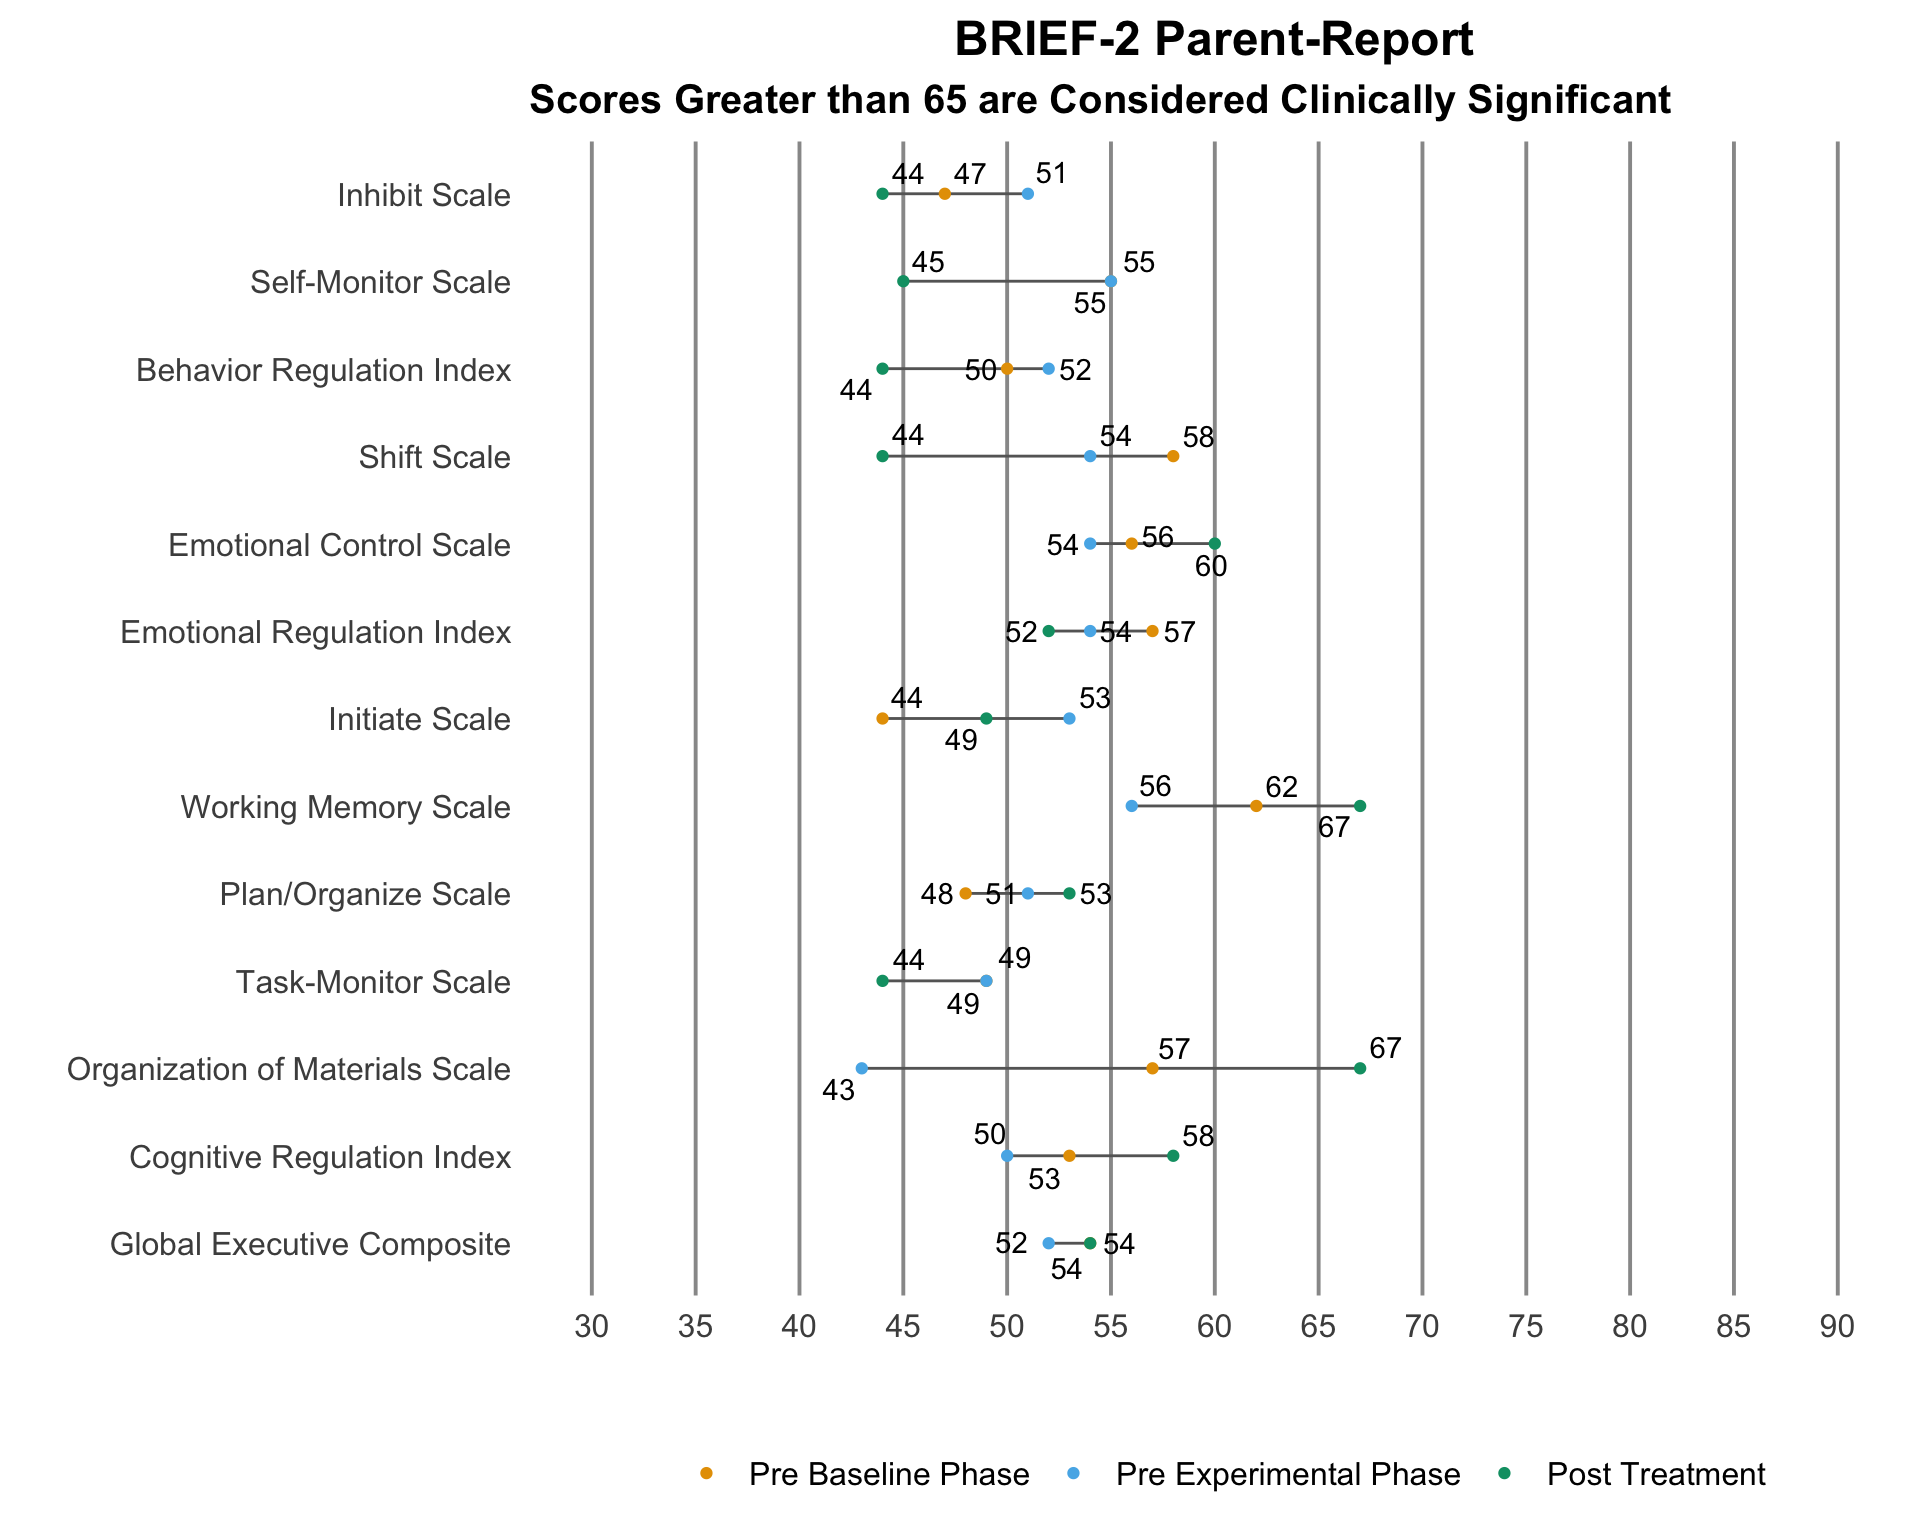 BRIEF-2 Parent-Report
Scores Greater than 65 are Considered Clinically Significant
Inhibit Scale 44 47 51
Self-Monitor Scale 45 55 55
Behavior Regulation Index 44 50 52
Shift Scale 44 54 58
Emotional Control Scale 54 56 60
Emotional Regulation Index 52 54 57
Initiate Scale 44 49 53
Working Memory Scale 56 62 67
Plan/Organize Scale 48 51 53
Task-Monitor Scale 44 49 49
Organization of Materials Scale 43 57 67
Cognitive Regulation Index 50 53 58
Global Executive Composite 52 54 54
30 35 40 45 50 55 60 65 70 75 80 85 90
Pre Baseline Phase Pre Experimental Phase Post Treatment